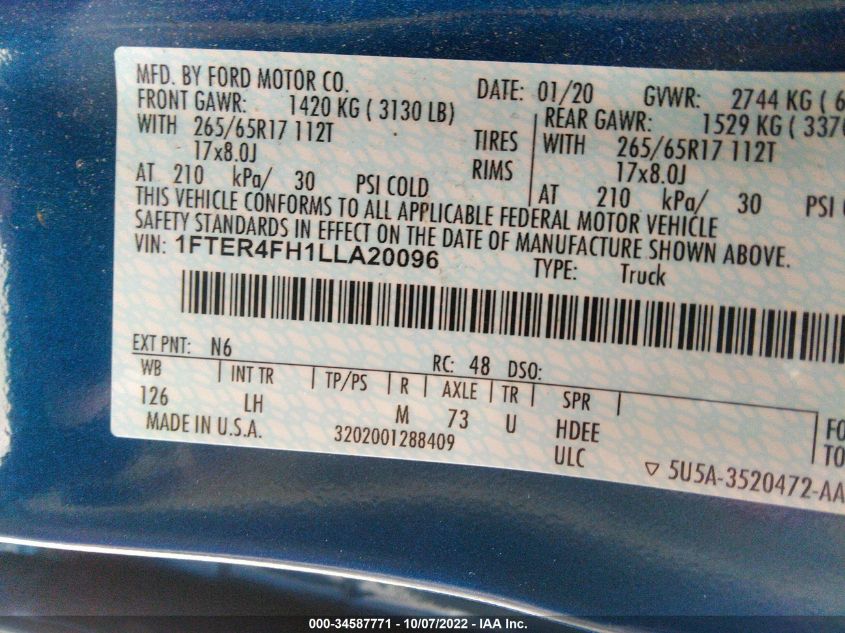 MFD. BY FORD MOTOR CO.
DATE: 01/20 GVWR: 2744 KG ( 6
FRONT GAWR: 1420 KG ( 3130 LB)
REAR GAWR: 1529 KG ( 337
WITH 265/65R17 112T TIRES
WITH 265/65R17 112T
17x8.0J RIMS
17x8.0J
AT 210 kPa/ 30 PSI COLD
AT 210 kPa/ 30 PSI
THIS VEHICLE CONFORMS TO ALL APPLICABLE FEDERAL MOTOR VEHICLE
SAFETY STANDARDS IN EFFECT ON THE DATE OF MANUFACTURE SHOWN ABOVE.
VIN: 1FTER4FH1LLA20096
TYPE: Truck
EXT PNT: N6 RC: 48 DSO:
WB INT TR TP/PS R AXLE TR SPR
126 LH M 73 U HDEE
MADE IN U.S.A. 3202001288409 ULC
FO
TO
5U5A-3520472-AA
000-34587771 - 10/07/2022 - IAA Inc.